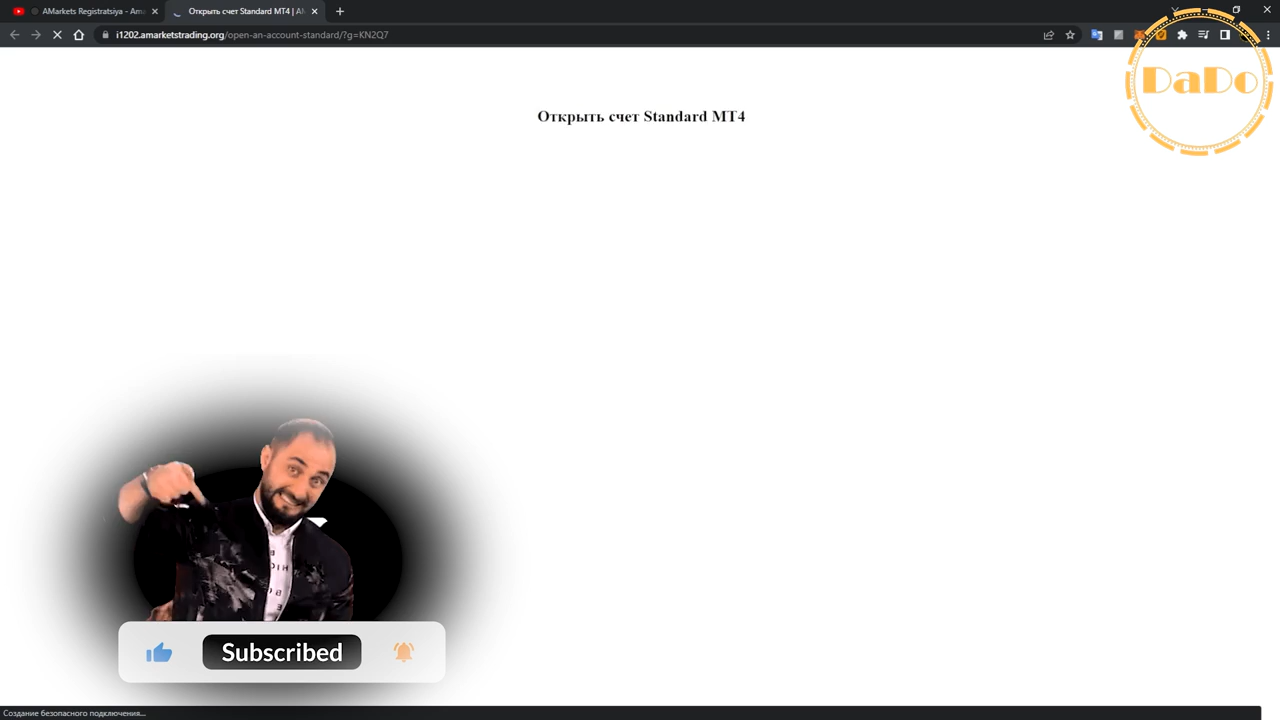 AMarkets Registratsiya - Ama
Открыть счет Standard MT4 | AM
i1202.amarketstrading.org/open-an-account-standard/?g=KN2Q7
DaDo
Открыть счет Standard MT4
Subscribed
Создание безопасного подключения...